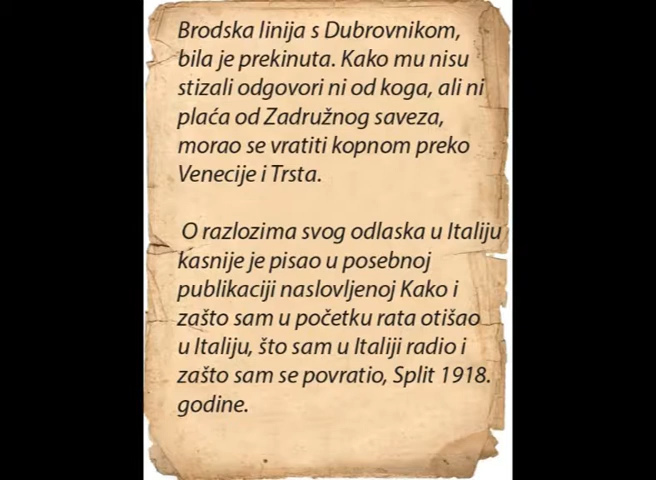 Brodska linija s Dubrovnikom,
bila je prekinuta. Kako mu nisu
stizali odgovori ni od koga, ali ni
plaća od Zadružnog saveza,
morao se vratiti kopnom preko
Venecije i Trsta.
O razlozima svog odlaska u Italiju
kasnije je pisao u posebnoj
publikaciji naslovljenoj Kako i
zašto sam u početku rata otišao
u Italiju, što sam u Italiji radio i
zašto sam se povratio, Split 1918.
godine.